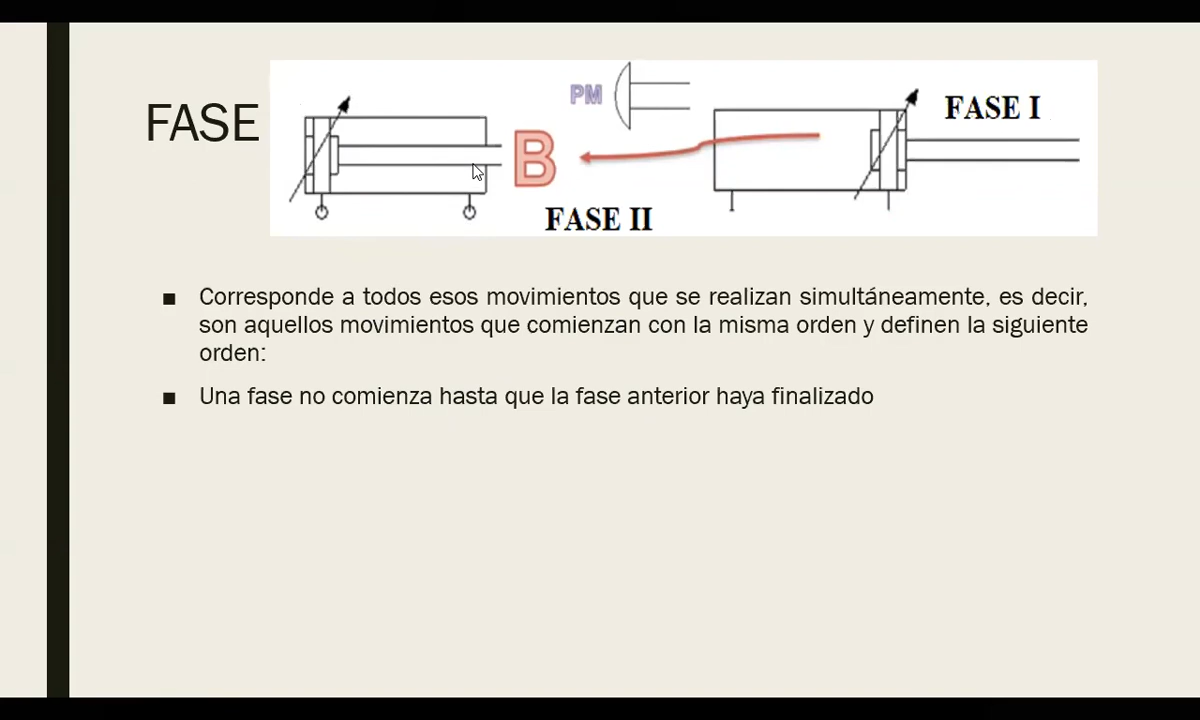 FASE
PM
B
FASE I
FASE II
■ Corresponde a todos esos movimientos que se realizan simultáneamente, es decir,
son aquellos movimientos que comienzan con la misma orden y definen la siguiente
orden:
■ Una fase no comienza hasta que la fase anterior haya finalizado